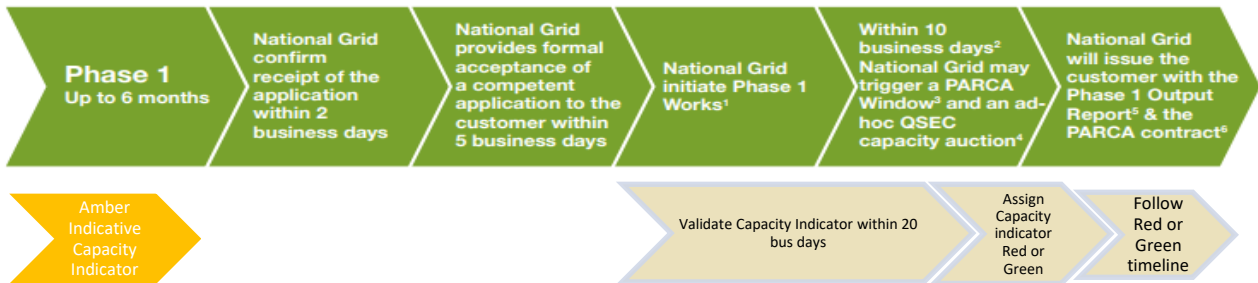 Phase 1
Up to 6 months
National Grid
confirm
receipt of the
application
within 2
business days
National Grid
provides formal
acceptance of
a competent
application to the
customer within
5 business days
National Grid
initiate Phase 1
Works¹
Within 10
business days²
National Grid may
trigger a PARCA
Window³ and an ad-
hoc QSEC
capacity auction⁴
National Grid
will issue the
customer with the
Phase 1 Output
Report⁵ & the
PARCA contract⁶
Amber
Indicative
Capacity
Indicator
Validate Capacity Indicator within 20
bus days
Assign
Capacity
indicator
Red or
Green
Follow
Red or
Green
timeline